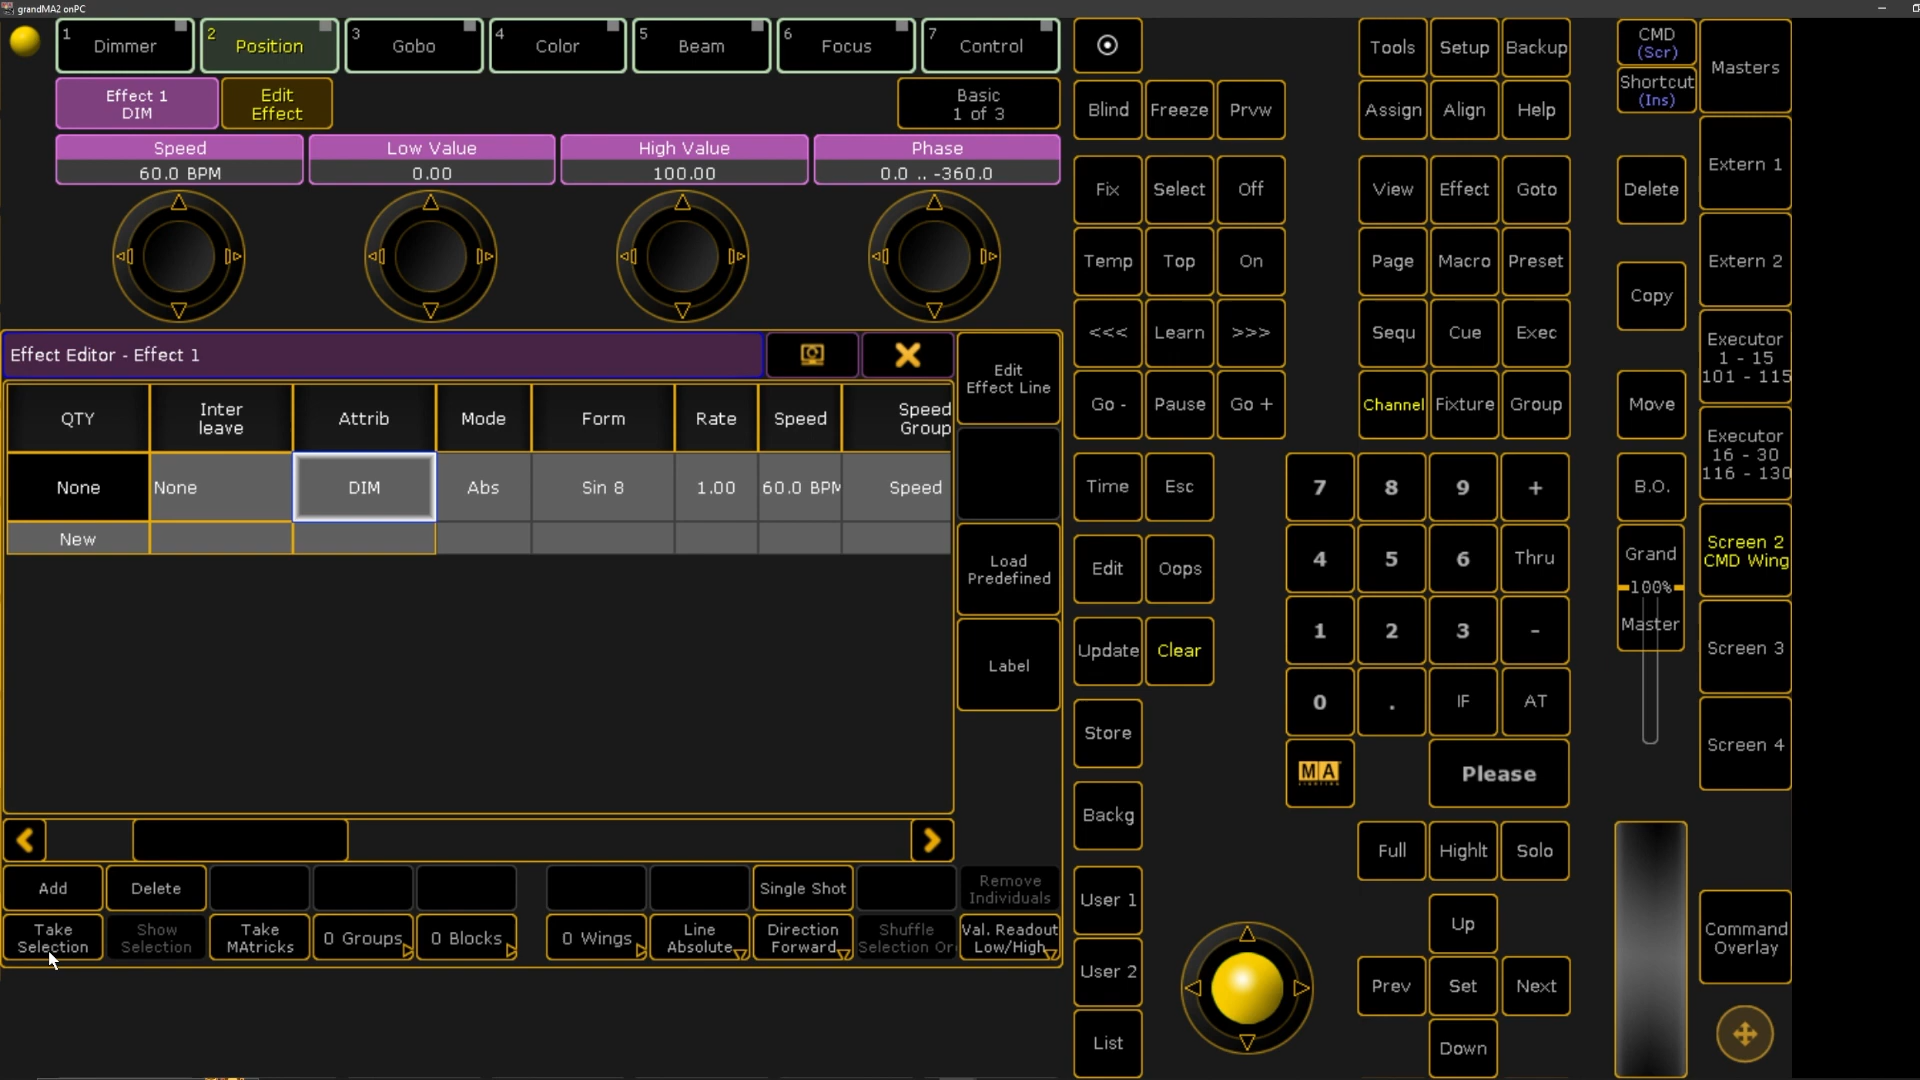 grandMA2 onPC
1 Dimmer
2 Position
3 Gobo
4 Color
5 Beam
6 Focus
7 Control
Effect 1
DIM
Edit
Effect
Basic
1 of 3
Speed
60.0 BPM
Low Value
0.00
High Value
100.00
Phase
0.0 .. -360.0
Effect Editor - Effect 1
QTY
Inter
leave
Attrib
Mode
Form
Rate
Speed
Speed
Group
None
None
DIM
Abs
Sin 8
1.00
60.0 BPM
Speed
New
Edit
Effect Line
Load
Predefined
Label
Add
Delete
Single Shot
Remove
Individuals
Take
Selection
Show
Selection
Take
MAtricks
0 Groups
0 Blocks
0 Wings
Line
Absolute
Direction
Forward
Shuffle
Selection Or
Val. Readout
Low/High
Blind
Freeze
Prvw
Fix
Select
Off
Temp
Top
On
<<<
Learn
>>>
Go -
Pause
Go +
Time
Esc
Edit
Oops
Update
Clear
Store
Backg
User 1
User 2
List
Tools
Setup
Backup
Assign
Align
Help
View
Effect
Goto
Page
Macro
Preset
Sequ
Cue
Exec
Channel
Fixture
Group
7
8
9
+
4
5
6
Thru
1
2
3
-
0
.
IF
AT
MA
Please
Full
Highlt
Solo
Up
Prev
Set
Next
Down
CMD
(Scr)
Shortcut
(Ins)
Delete
Copy
Move
B.O.
Grand
100%
Master
Masters
Extern 1
Extern 2
Executor
1 - 15
101 - 115
Executor
16 - 30
116 - 130
Screen 2
CMD Wing
Screen 3
Screen 4
Command
Overlay